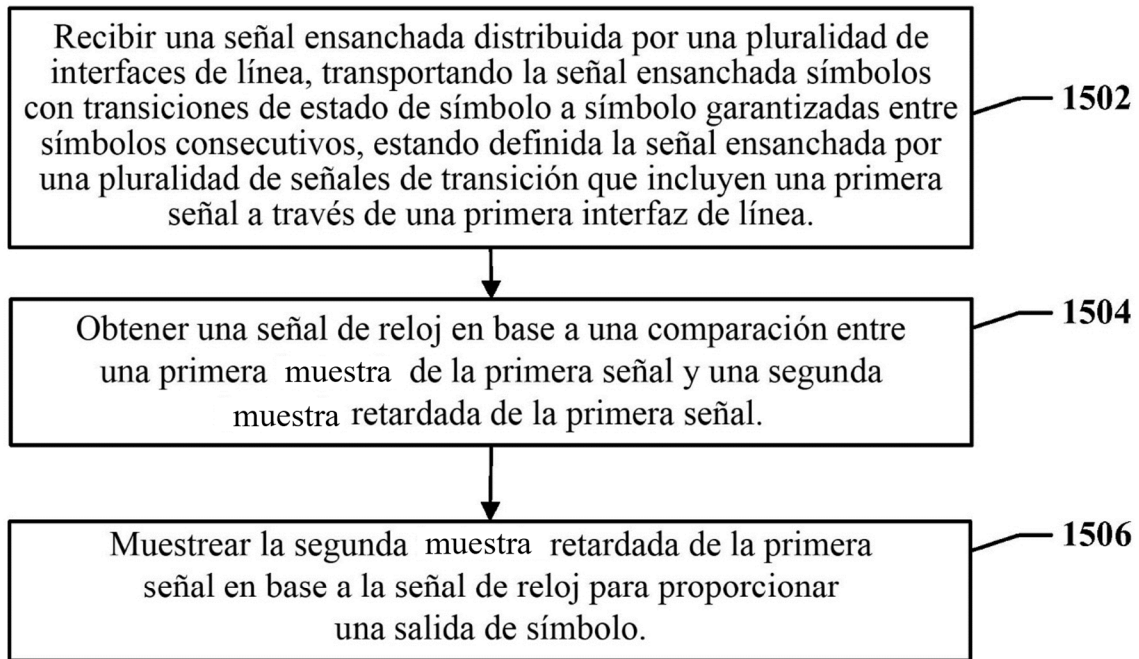 Recibir una señal ensanchada distribuida por una pluralidad de
interfaces de línea, transportando la señal ensanchada símbolos
con transiciones de estado de símbolo a símbolo garantizadas entre
símbolos consecutivos, estando definida la señal ensanchada por
una pluralidad de señales de transición que incluyen una primera
señal a través de una primera interfaz de línea.
1502
Obtener una señal de reloj en base a una comparación entre
una primera muestra de la primera señal y una segunda
muestra retardada de la primera señal.
1504
Muestrear la segunda muestra retardada de la primera
señal en base a la señal de reloj para proporcionar
una salida de símbolo.
1506